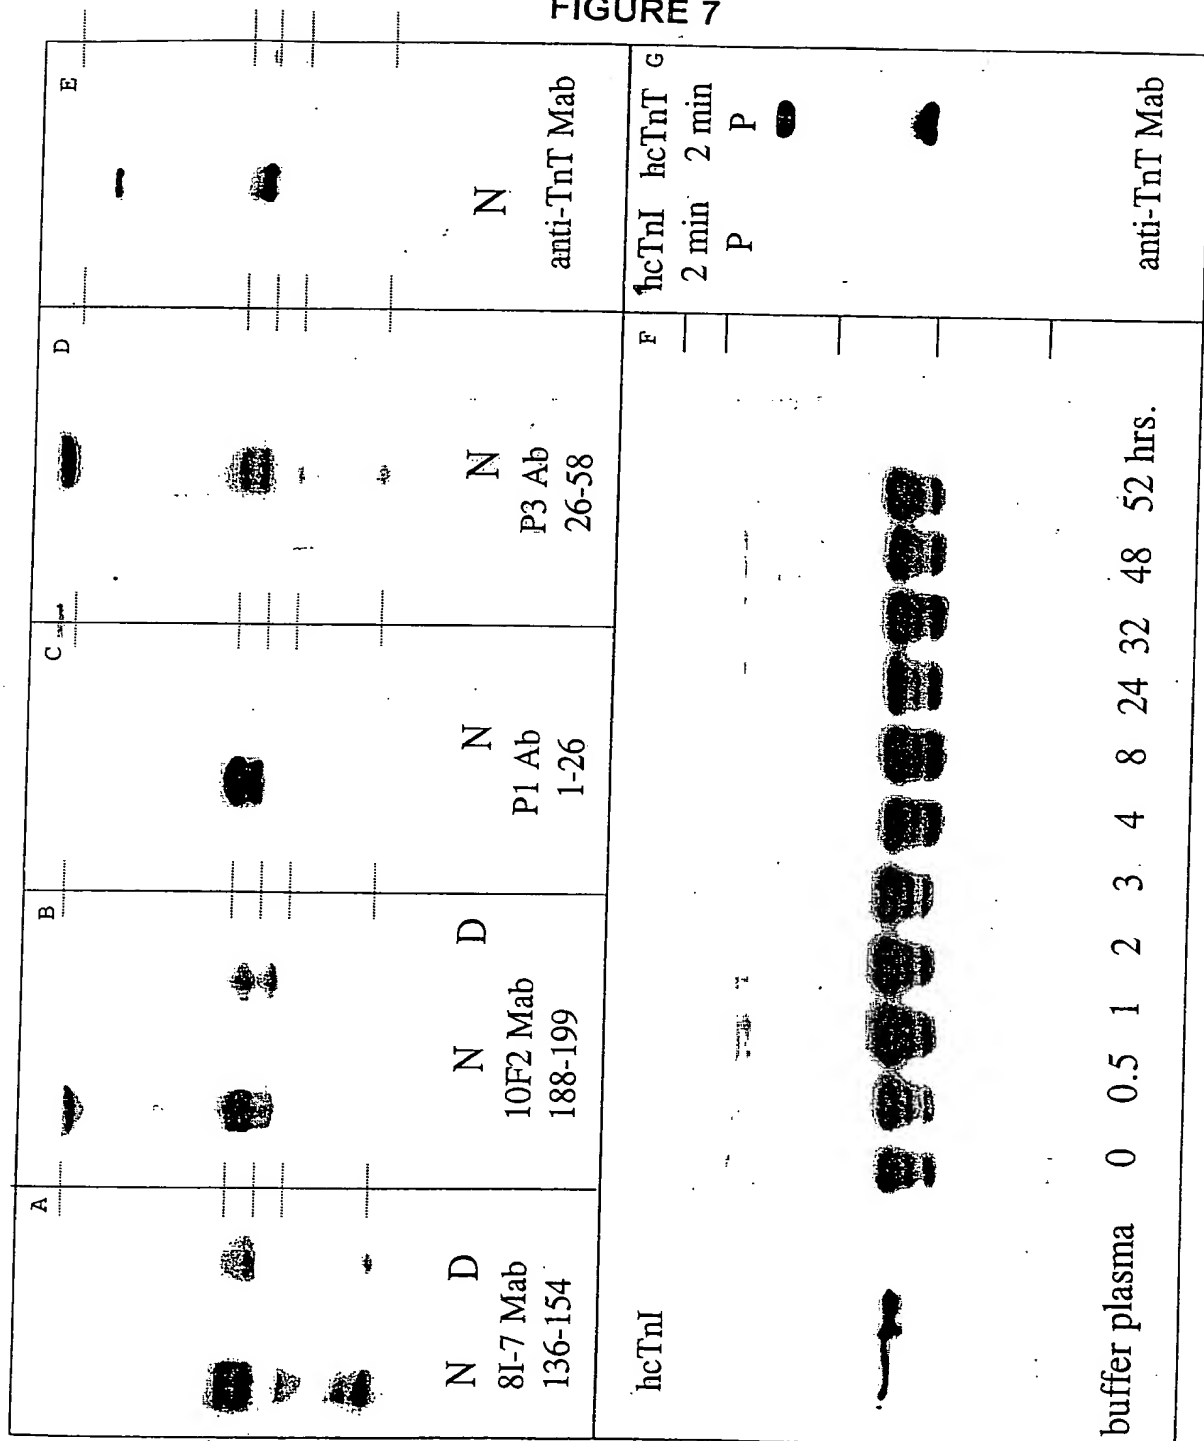 FIGURE 7
A
N D
8I-7 Mab
136-154
B
N D
10F2 Mab
188-199
C
N
P1 Ab
1-26
D
N
P3 Ab
26-58
E
N
anti-TnT Mab
F
hcTnI
buffer plasma 0 0.5 1 2 3 4 8 24 32 48 52 hrs.
G
hcTnI hcTnT
2 min 2 min
P P
anti-TnT Mab